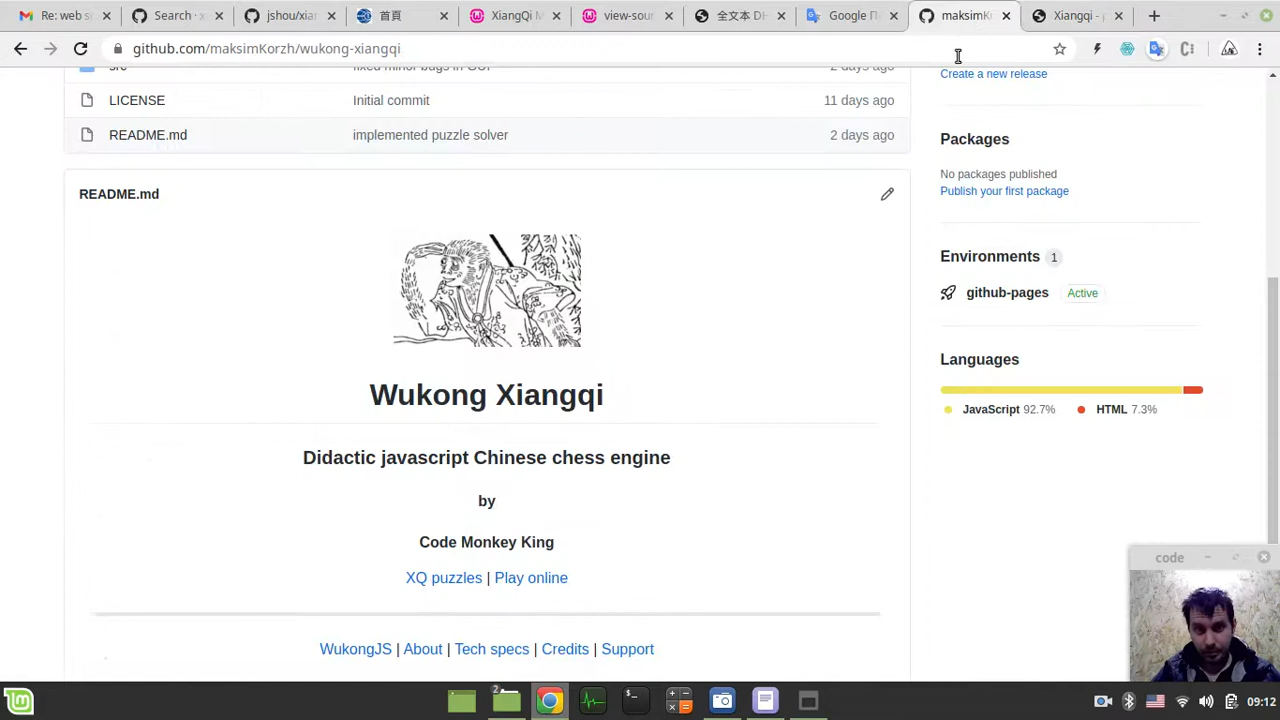 Re: web s
Search · x
jshou/xian
首頁
XiangQi M
view-sour
全文本 DH
Google П
maksimKo
Xiangqi - p
github.com/maksimKorzh/wukong-xiangqi
src
fixed minor bugs in GUI
2 days ago
Create a new release
LICENSE
Initial commit
11 days ago
README.md
implemented puzzle solver
2 days ago
Packages
No packages published
Publish your first package
README.md
Environments 1
github-pages
Active
Languages
JavaScript 92.7%
HTML 7.3%
Wukong Xiangqi
Didactic javascript Chinese chess engine
by
Code Monkey King
XQ puzzles | Play online
WukongJS | About | Tech specs | Credits | Support
code
2
09:12